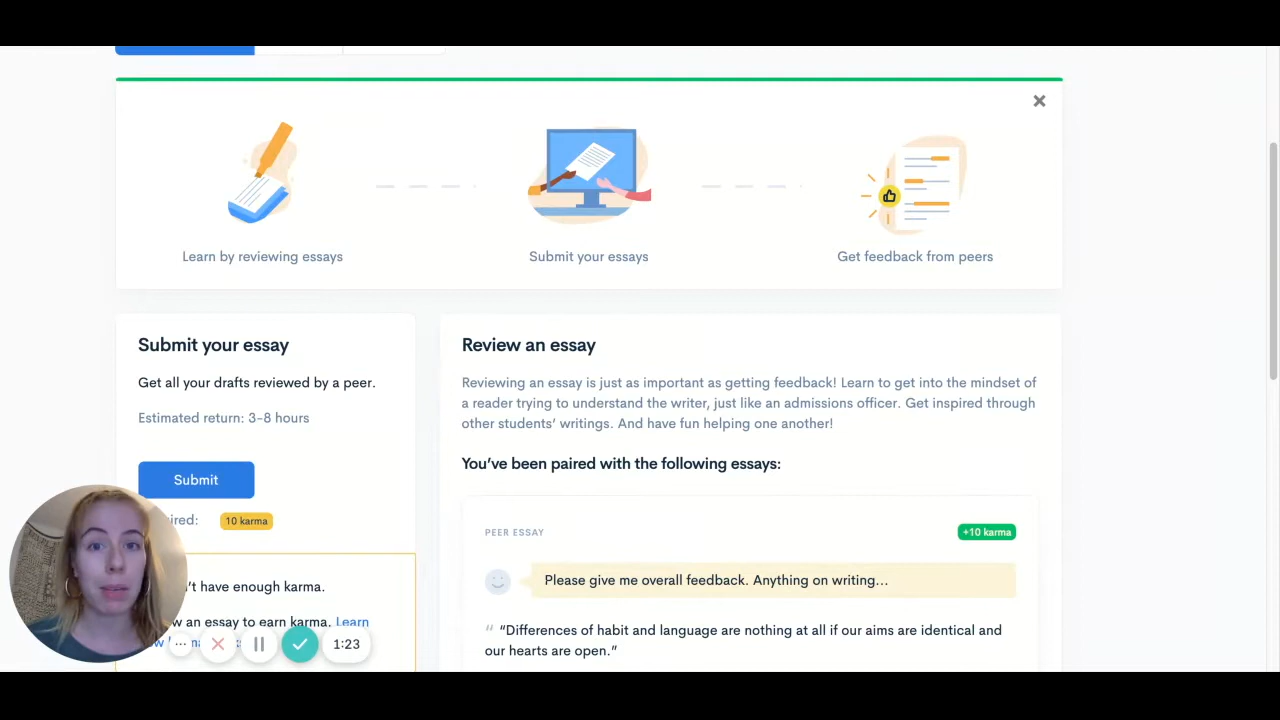 Learn by reviewing essays
Submit your essays
Get feedback from peers
Submit your essay
Get all your drafts reviewed by a peer.
Estimated return: 3-8 hours
Submit
10 karma
have enough karma.
an essay to earn karma. Learn
Review an essay
Reviewing an essay is just as important as getting feedback! Learn to get into the mindset of
a reader trying to understand the writer, just like an admissions officer. Get inspired through
other students’ writings. And have fun helping one another!
You’ve been paired with the following essays:
PEER ESSAY
+10 karma
Please give me overall feedback. Anything on writing...
" “Differences of habit and language are nothing at all if our aims are identical and
our hearts are open.”
1:23